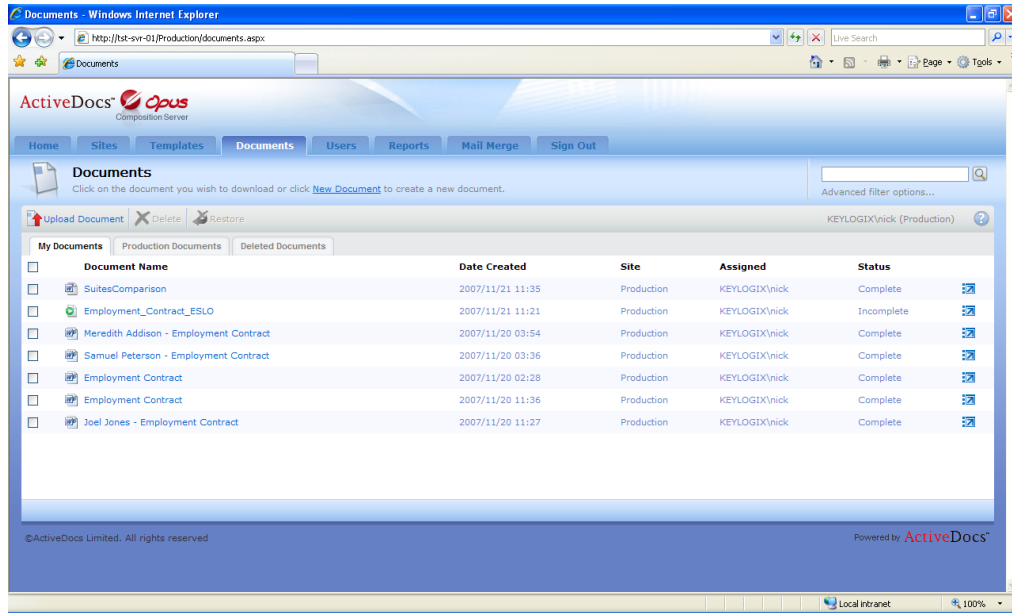 Documents - Windows Internet Explorer
http://tst-svr-01/Production/documents.aspx
Live Search
Documents
Page
Tools
ActiveDocs™ Opus
Composition Server
Home Sites Templates Documents Users Reports Mail Merge Sign Out
Documents
Click on the document you wish to download or click New Document to create a new document.
Advanced filter options...
Upload Document Delete Restore KEYLOGIX\nick (Production)
My Documents Production Documents Deleted Documents
Document Name Date Created Site Assigned Status
SuitesComparison 2007/11/21 11:35 Production KEYLOGIX\nick Complete
Employment_Contract_ESLO 2007/11/21 11:21 Production KEYLOGIX\nick Incomplete
Meredith Addison - Employment Contract 2007/11/20 03:54 Production KEYLOGIX\nick Complete
Samuel Peterson - Employment Contract 2007/11/20 03:36 Production KEYLOGIX\nick Complete
Employment Contract 2007/11/20 02:28 Production KEYLOGIX\nick Complete
Employment Contract 2007/11/20 11:36 Production KEYLOGIX\nick Complete
Joel Jones - Employment Contract 2007/11/20 11:27 Production KEYLOGIX\nick Complete
©ActiveDocs Limited. All rights reserved Powered by ActiveDocs™
Local intranet 100%